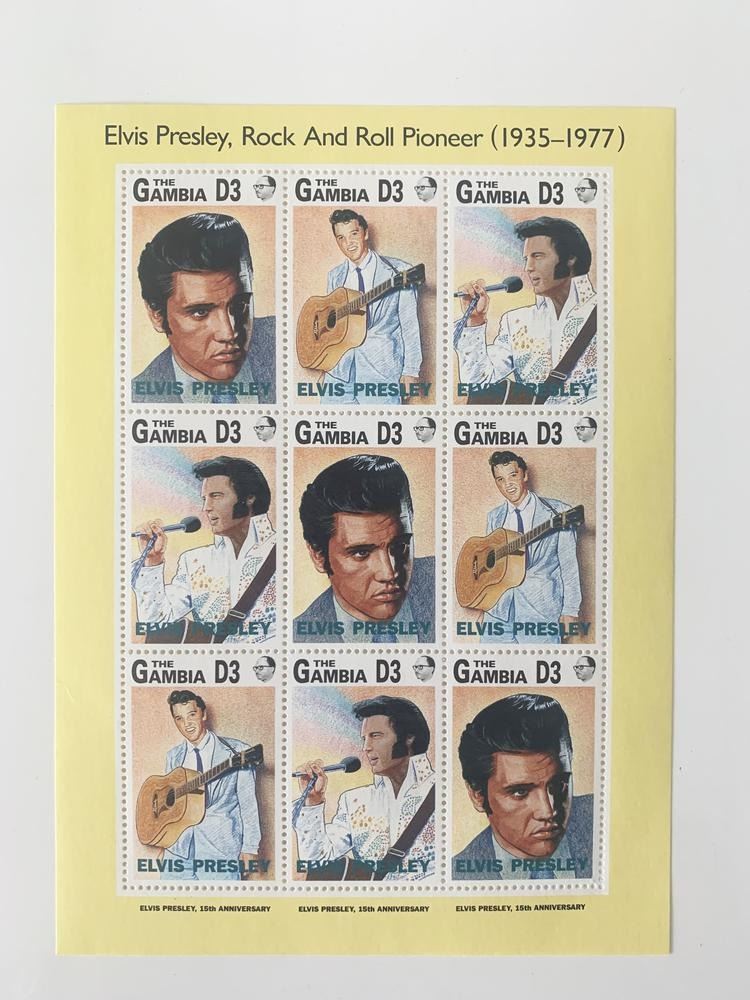 Elvis Presley, Rock And Roll Pioneer (1935–1977)
THE GAMBIA D3 THE GAMBIA D3 THE GAMBIA D3
ELVIS PRESLEY ELVIS PRESLEY ELVIS PRESLEY
THE GAMBIA D3 THE GAMBIA D3 THE GAMBIA D3
ELVIS PRESLEY ELVIS PRESLEY ELVIS PRESLEY
THE GAMBIA D3 THE GAMBIA D3 THE GAMBIA D3
ELVIS PRESLEY ELVIS PRESLEY ELVIS PRESLEY
ELVIS PRESLEY, 15th ANNIVERSARY ELVIS PRESLEY, 15th ANNIVERSARY ELVIS PRESLEY, 15th ANNIVERSARY